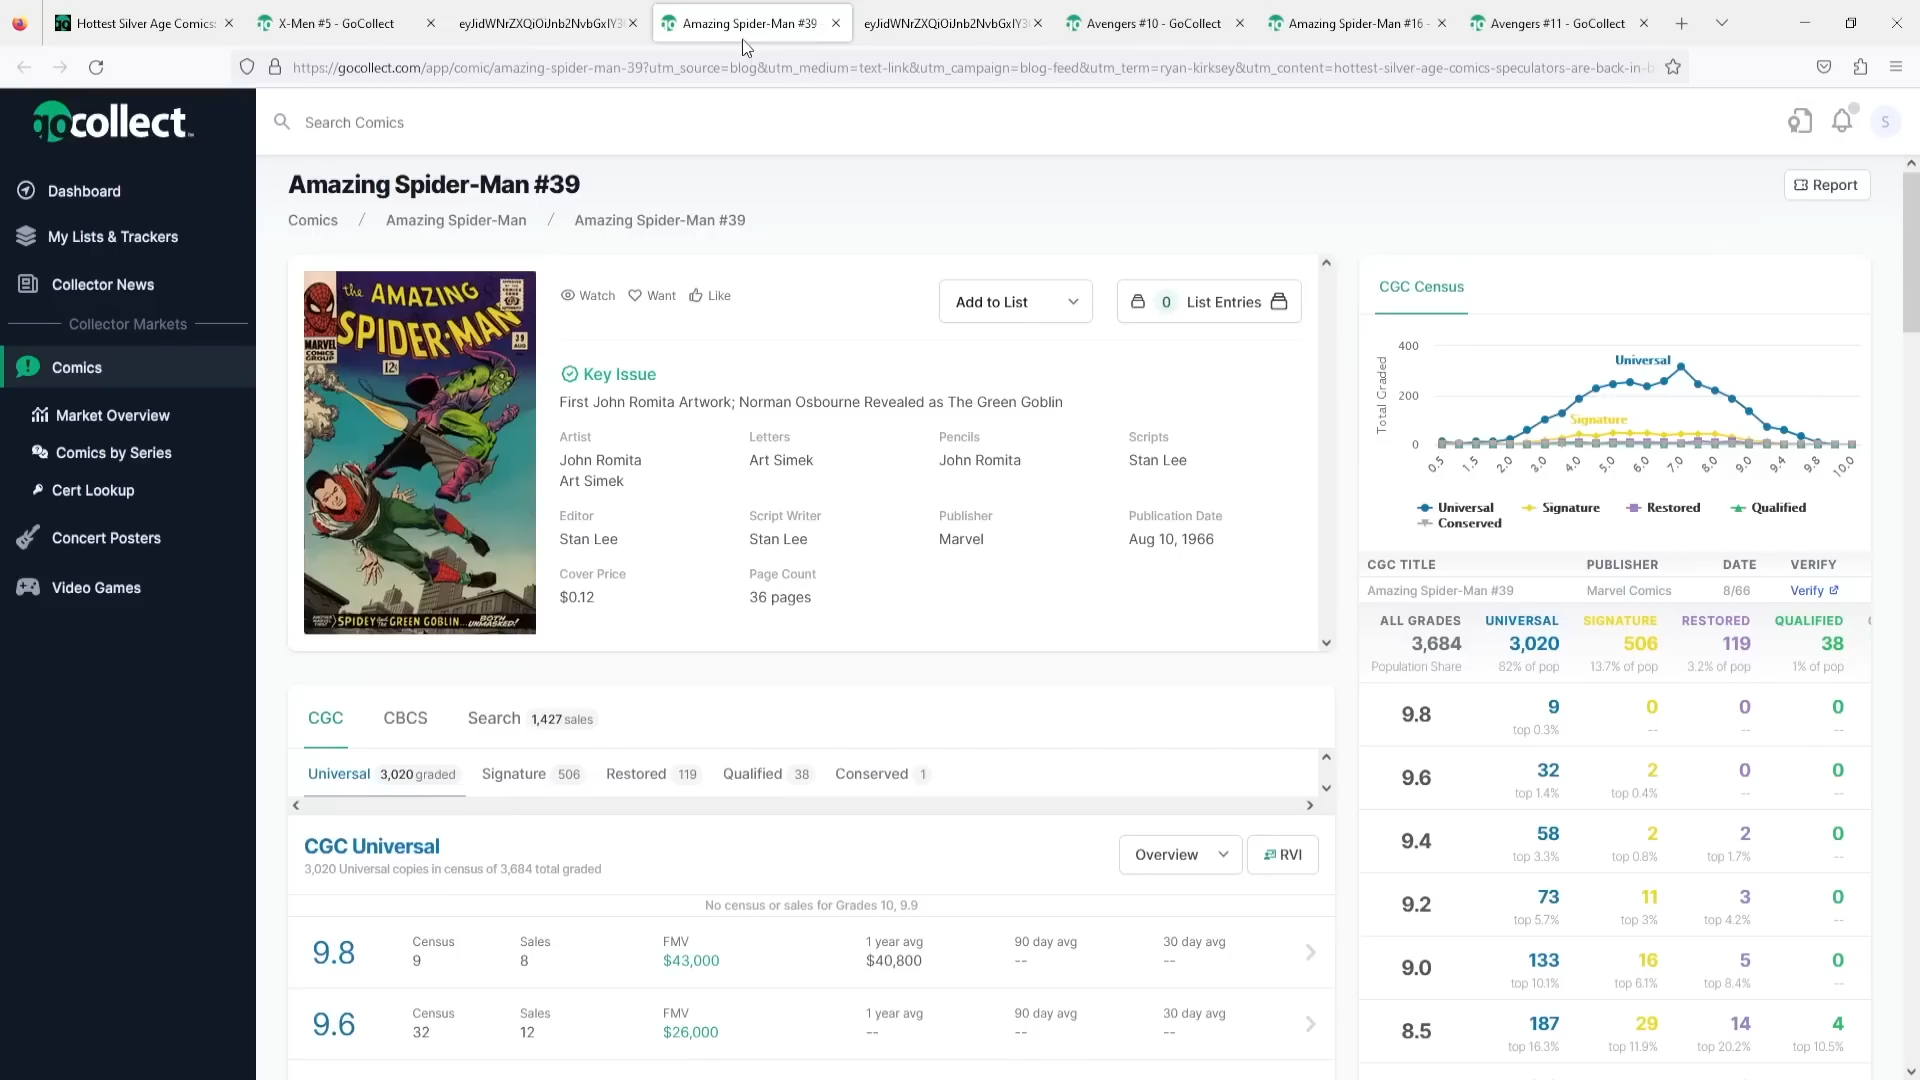 Hottest Silver Age Comics:
X-Men #5 - GoCollect
Amazing Spider-Man #39
Avengers #10 - GoCollect
Amazing Spider-Man #16 -
Avengers #11 - GoCollect
https://gocollect.com/app/comic/amazing-spider-man-39?utm_source=blog&utm_medium=text-link&utm_campaign=blog-feed&utm_term=ryan-kirksey&utm_content=hottest-silver-age-comics-speculators-are-back-in-b
gocollect™
Search Comics
S
Dashboard
My Lists & Trackers
Collector News
Collector Markets
Comics
Market Overview
Comics by Series
Cert Lookup
Concert Posters
Video Games
Amazing Spider-Man #39
Report
Comics / Amazing Spider-Man / Amazing Spider-Man #39
the AMAZING
SPIDER-MAN
MARVEL
COMICS
GROUP
12¢
39
AUG
SPIDEY and the GREEN GOBLIN...BOTH UNMASKED!
Watch Want Like
Add to List
0 List Entries
Key Issue
First John Romita Artwork; Norman Osbourne Revealed as The Green Goblin
Artist Letters Pencils Scripts
John Romita Art Simek John Romita Stan Lee
Art Simek
Editor Script Writer Publisher Publication Date
Stan Lee Stan Lee Marvel Aug 10, 1966
Cover Price Page Count
$0.12 36 pages
CGC CBCS Search 1,427 sales
Universal 3,020 graded Signature 506 Restored 119 Qualified 38 Conserved 1
CGC Universal
3,020 Universal copies in census of 3,684 total graded
Overview
RVI
No census or sales for Grades 10, 9.9
9.8
Census Sales FMV 1 year avg 90 day avg 30 day avg
9 8 $43,000 $40,800 -- --
9.6
Census Sales FMV 1 year avg 90 day avg 30 day avg
32 12 $26,000 -- -- --
CGC Census
Total Graded
400
200
0
Universal
Signature
0.5 1.5 2.0 3.0 4.0 5.0 6.0 7.0 8.0 9.0 9.4 9.8 10.0
Universal Signature Restored Qualified
Conserved
CGC TITLE PUBLISHER DATE VERIFY
Amazing Spider-Man #39 Marvel Comics 8/66 Verify
ALL GRADES UNIVERSAL SIGNATURE RESTORED QUALIFIED
3,684 3,020 506 119 38
Population Share 82% of pop 13.7% of pop 3.2% of pop 1% of pop
9.8 9 0 0 0
top 0.3% -- -- --
9.6 32 2 0 0
top 1.4% top 0.4% -- --
9.4 58 2 2 0
top 3.3% top 0.8% top 1.7% --
9.2 73 11 3 0
top 5.7% top 3% top 4.2% --
9.0 133 16 5 0
top 10.1% top 6.1% top 8.4% --
8.5 187 29 14 4
top 16.3% top 11.9% top 20.2% top 10.5%